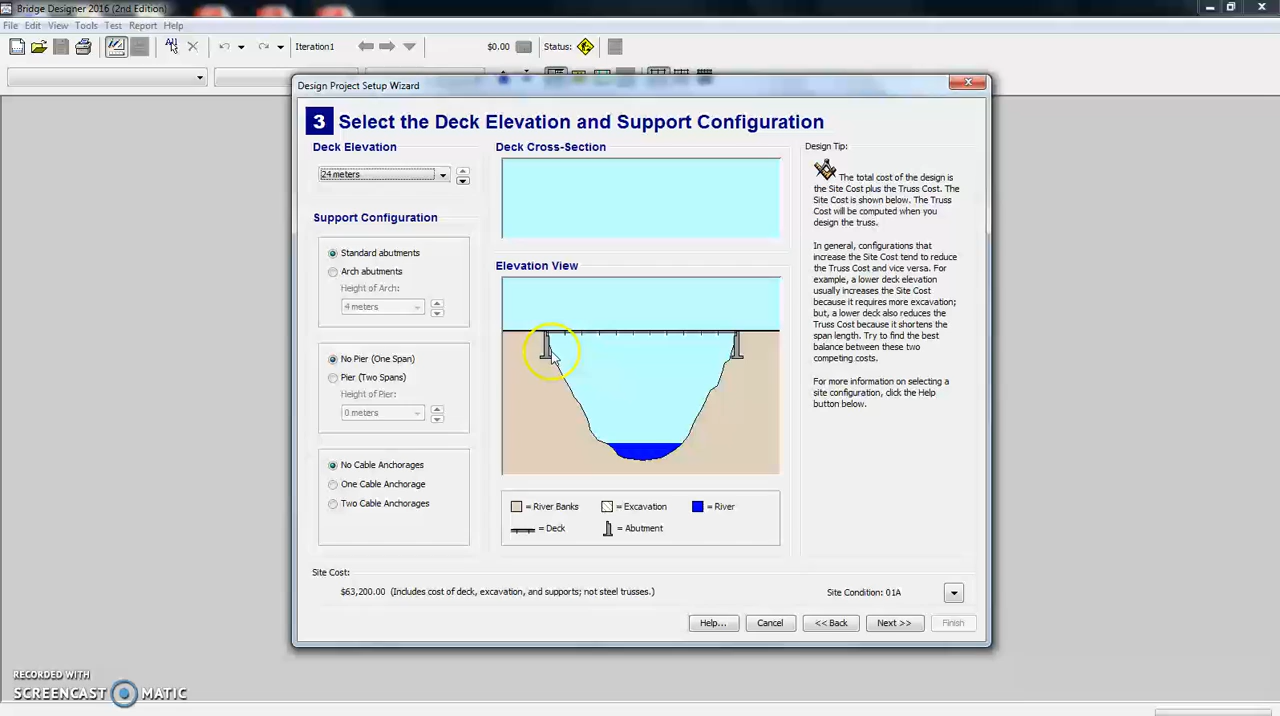 Bridge Designer 2016 (2nd Edition)
File Edit View Tools Test Report Help
Iteration1 $0.00 Status:
Design Project Setup Wizard
3 Select the Deck Elevation and Support Configuration
Deck Elevation
24 meters
Support Configuration
Standard abutments
Arch abutments
Height of Arch:
4 meters
No Pier (One Span)
Pier (Two Spans)
Height of Pier:
0 meters
No Cable Anchorages
One Cable Anchorage
Two Cable Anchorages
Deck Cross-Section
Elevation View
= River Banks = Excavation = River
= Deck = Abutment
Design Tip:
The total cost of the design is
the Site Cost plus the Truss Cost. The
Site Cost is shown below. The Truss
Cost will be computed when you
design the truss.
In general, configurations that
increase the Site Cost tend to reduce
the Truss Cost and vice versa. For
example, a lower deck elevation
usually increases the Site Cost
because it requires more excavation;
but, a lower deck also reduces the
Truss Cost because it shortens the
span length. Try to find the best
balance between these two
competing costs.
For more information on selecting a
site configuration, click the Help
button below.
Site Cost:
$63,200.00 (Includes cost of deck, excavation, and supports; not steel trusses.)
Site Condition: 01A
Help... Cancel << Back Next >> Finish
RECORDED WITH
SCREENCAST MATIC